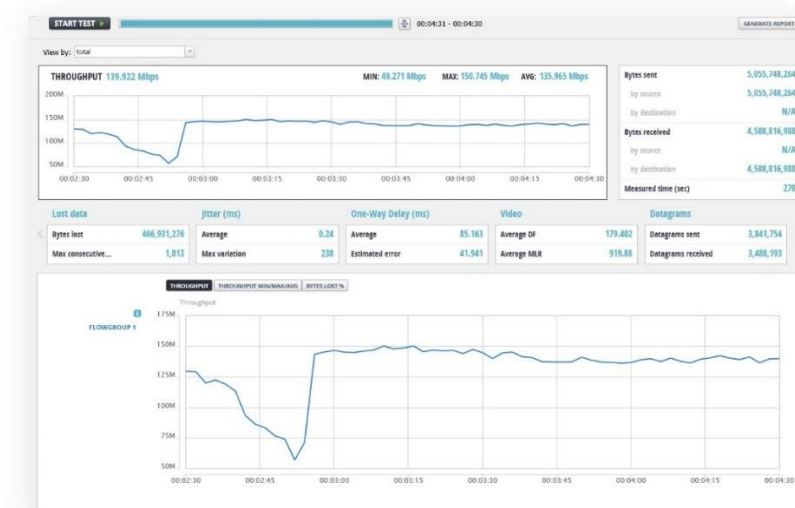 START TEST
00:04:31 - 00:04:30
GENERATE REPORT
View by: total
THROUGHPUT 139.922 Mbps MIN: 49.271 Mbps MAX: 150.745 Mbps AVG: 135.965 Mbps
200M
150M
100M
50M
00:02:30 00:02:45 00:03:00 00:03:15 00:03:30 00:03:45 00:04:00 00:04:15 00:04:30
Bytes sent 5,055,748,264
by source 5,055,748,264
by destination N/A
Bytes received 4,588,816,988
by source N/A
by destination 4,588,816,988
Measured time (sec) 270
Lost data
Bytes lost 466,931,276
Max consecutive... 1,013
Jitter (ms)
Average 0.24
Max variation 238
One-Way Delay (ms)
Average 85.163
Estimated error 41.941
Video
Average DF 179.402
Average MLR 919.88
Datagrams
Datagrams sent 3,841,754
Datagrams received 3,488,193
THROUGHPUT THROUGHPUT MIN/MAX/AVG BYTES LOST %
Throughput
FLOWGROUP 1
175M
150M
125M
100M
75M
50M
00:02:30 00:02:45 00:03:00 00:03:15 00:03:30 00:03:45 00:04:00 00:04:15 00:04:30